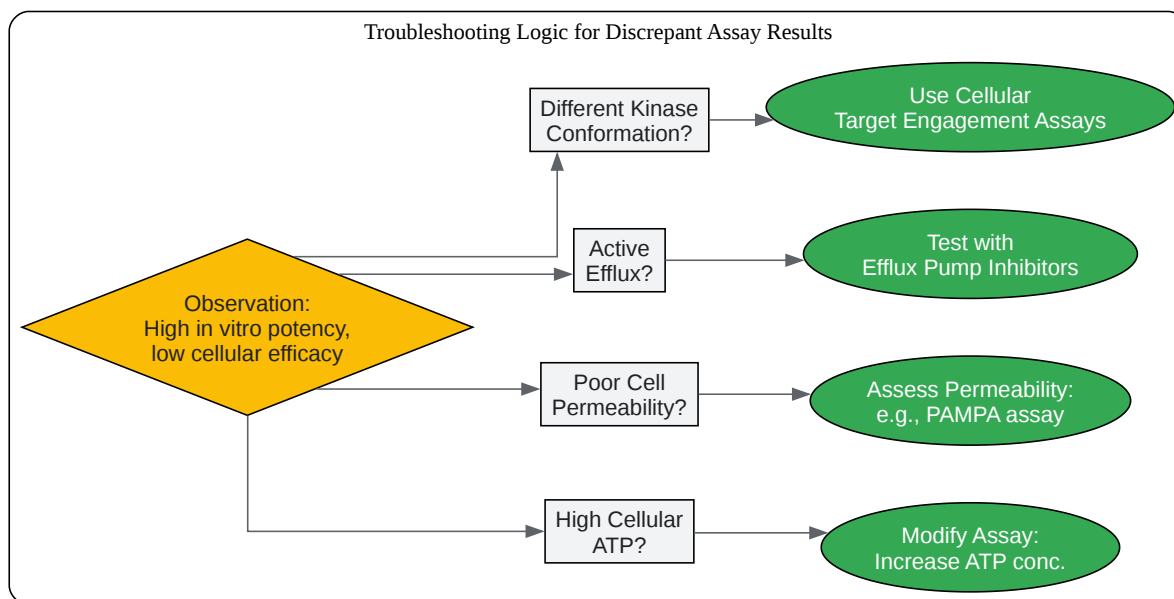 Troubleshooting Logic for Discrepant Assay Results
Different Kinase
Conformation?
Use Cellular
Target Engagement Assays
Active
Efflux?
Test with
Efflux Pump Inhibitors
Observation:
High in vitro potency,
low cellular efficacy
Poor Cell
Permeability?
Assess Permeability:
e.g., PAMPA assay
High Cellular
ATP?
Modify Assay:
Increase ATP conc.